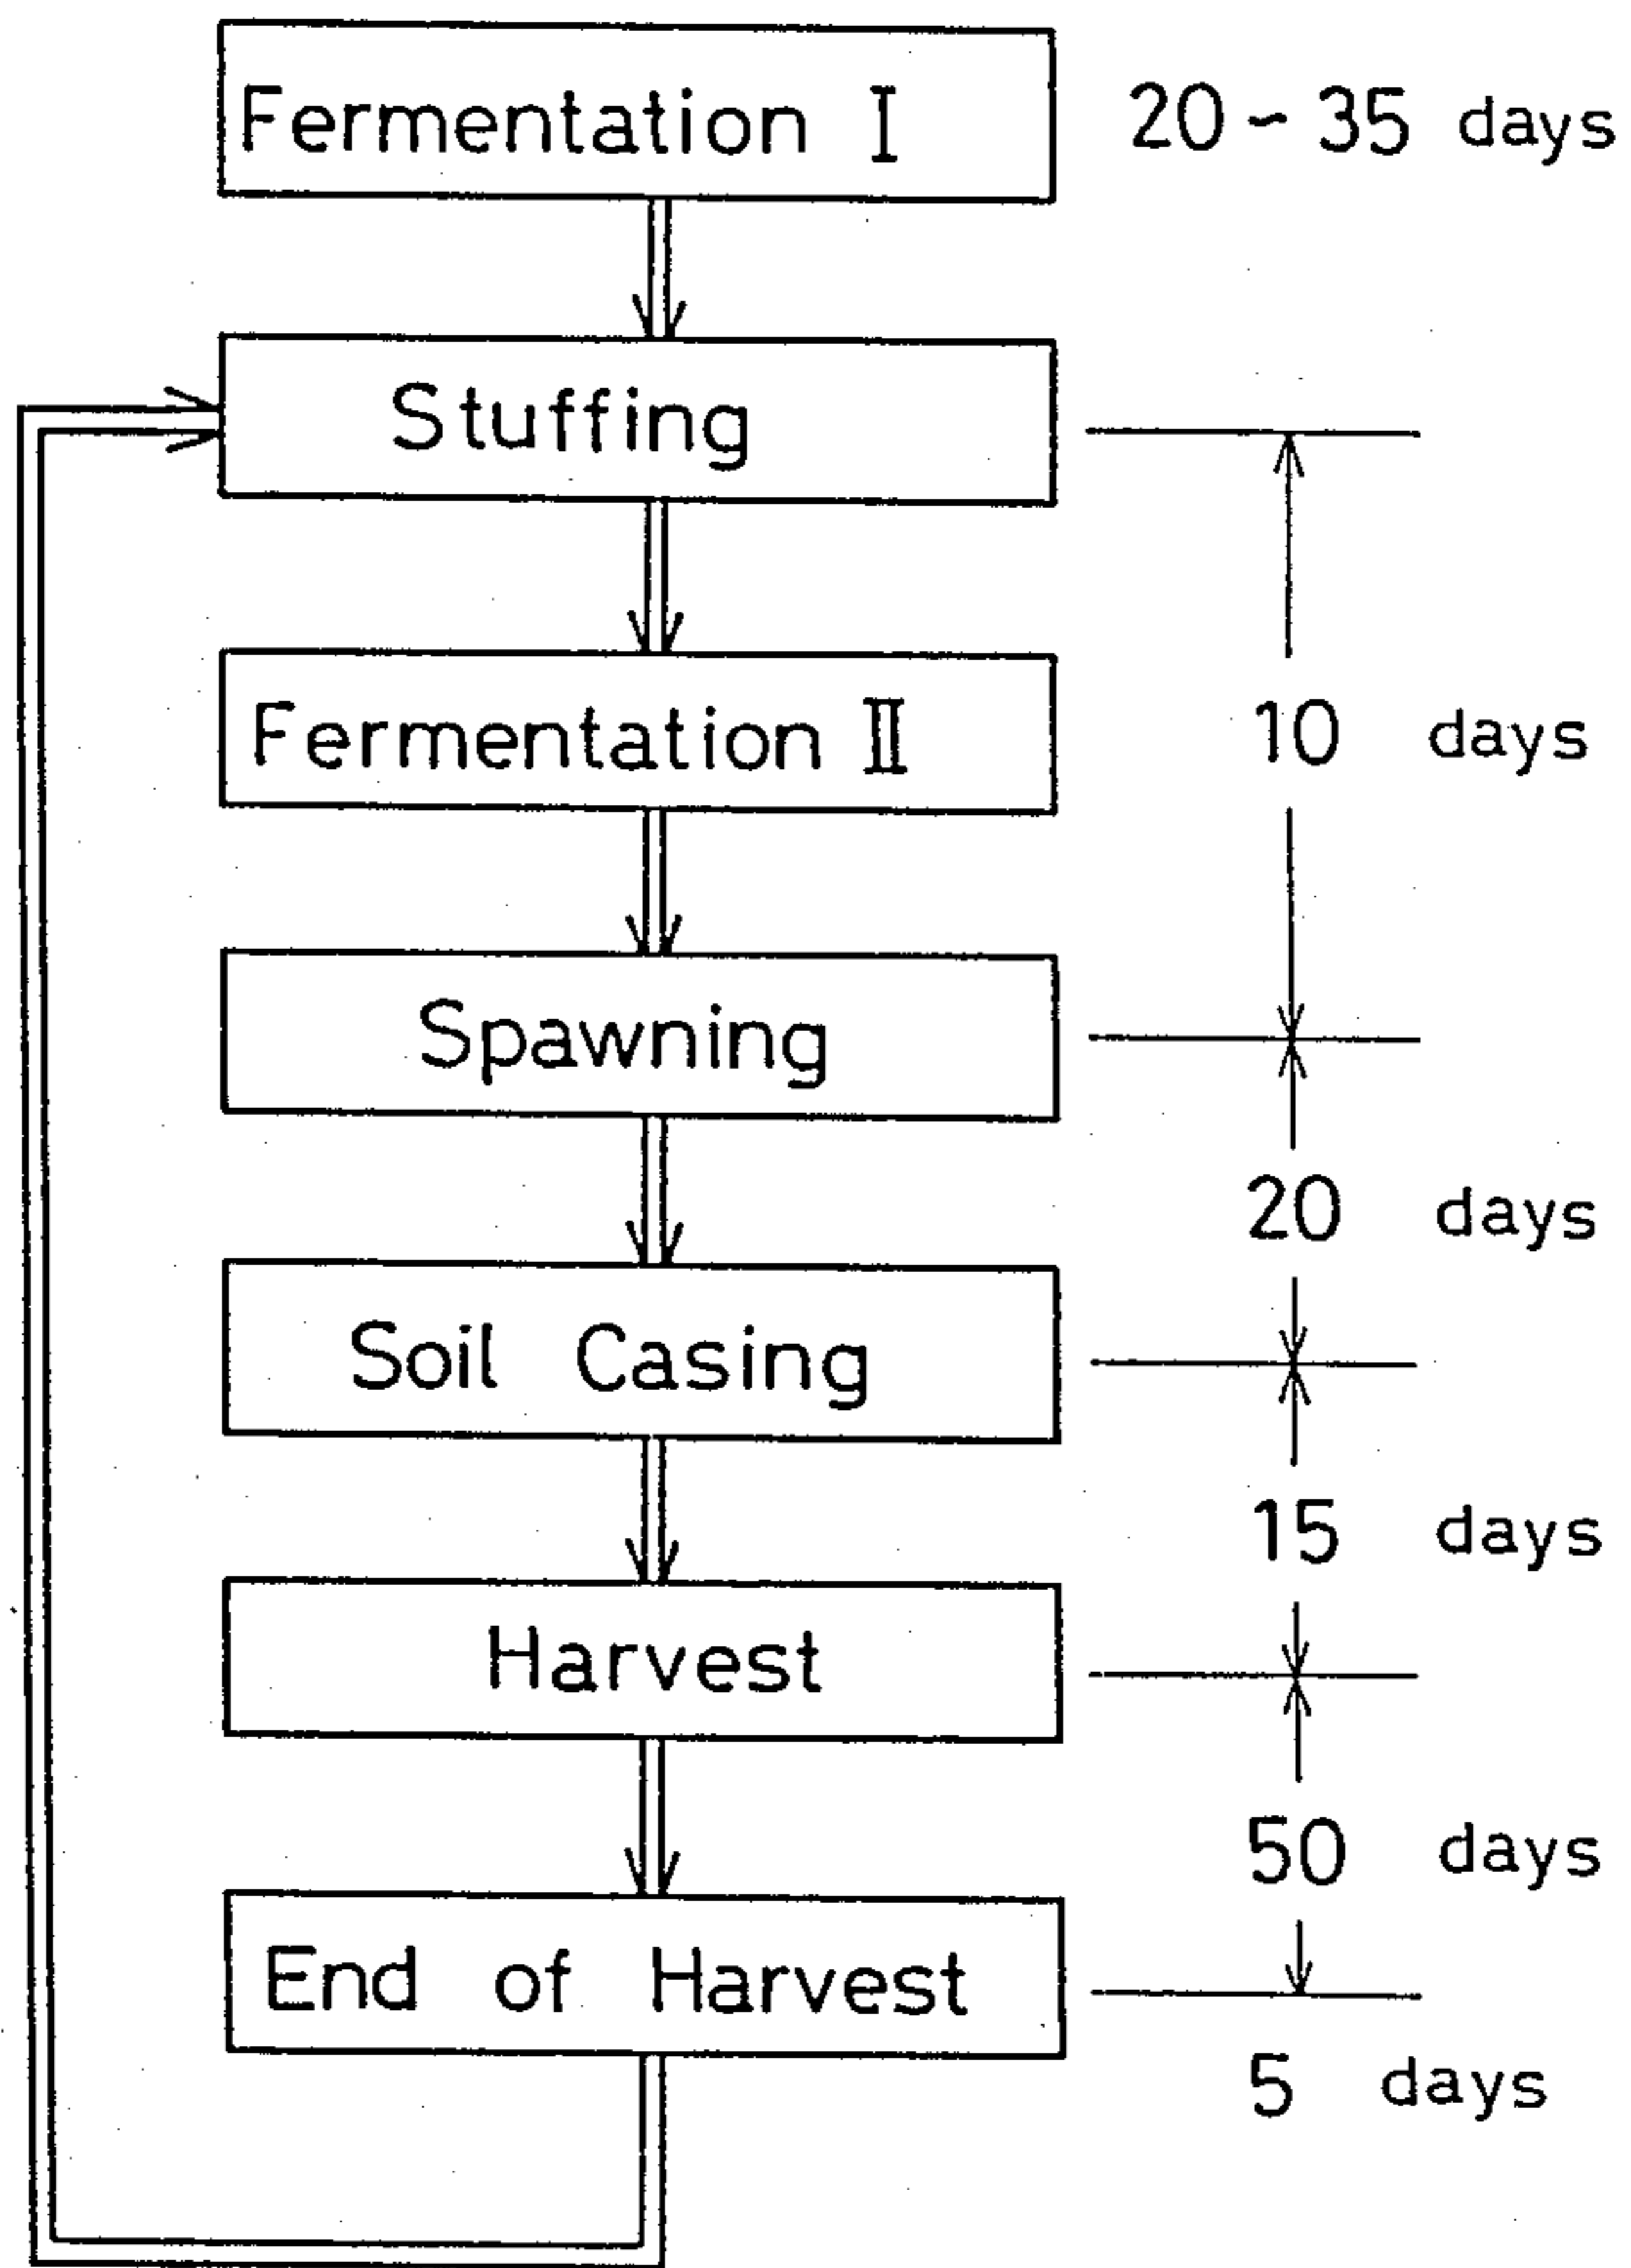 Fermentation I 20 - 35 days
Stuffing
Fermentation II 10 days
Spawning
20 days
Soil Casing
15 days
Harvest
50 days
End of Harvest
5 days